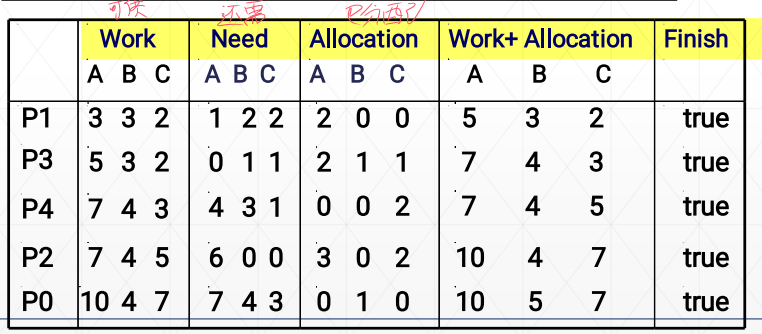 可供 还需 已分配了
Work Need Allocation Work+ Allocation Finish
A B C A B C A B C A B C
P1 3 3 2 1 2 2 2 0 0 5 3 2 true
P3 5 3 2 0 1 1 2 1 1 7 4 3 true
P4 7 4 3 4 3 1 0 0 2 7 4 5 true
P2 7 4 5 6 0 0 3 0 2 10 4 7 true
P0 10 4 7 7 4 3 0 1 0 10 5 7 true